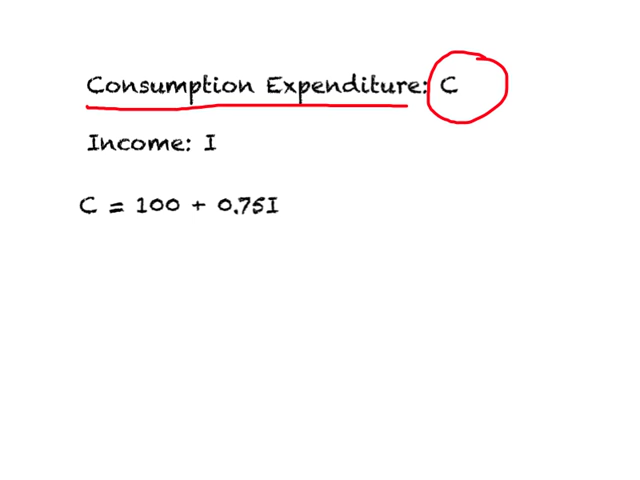 Consumption Expenditure: C
Income: I
C = 100 + 0.75I